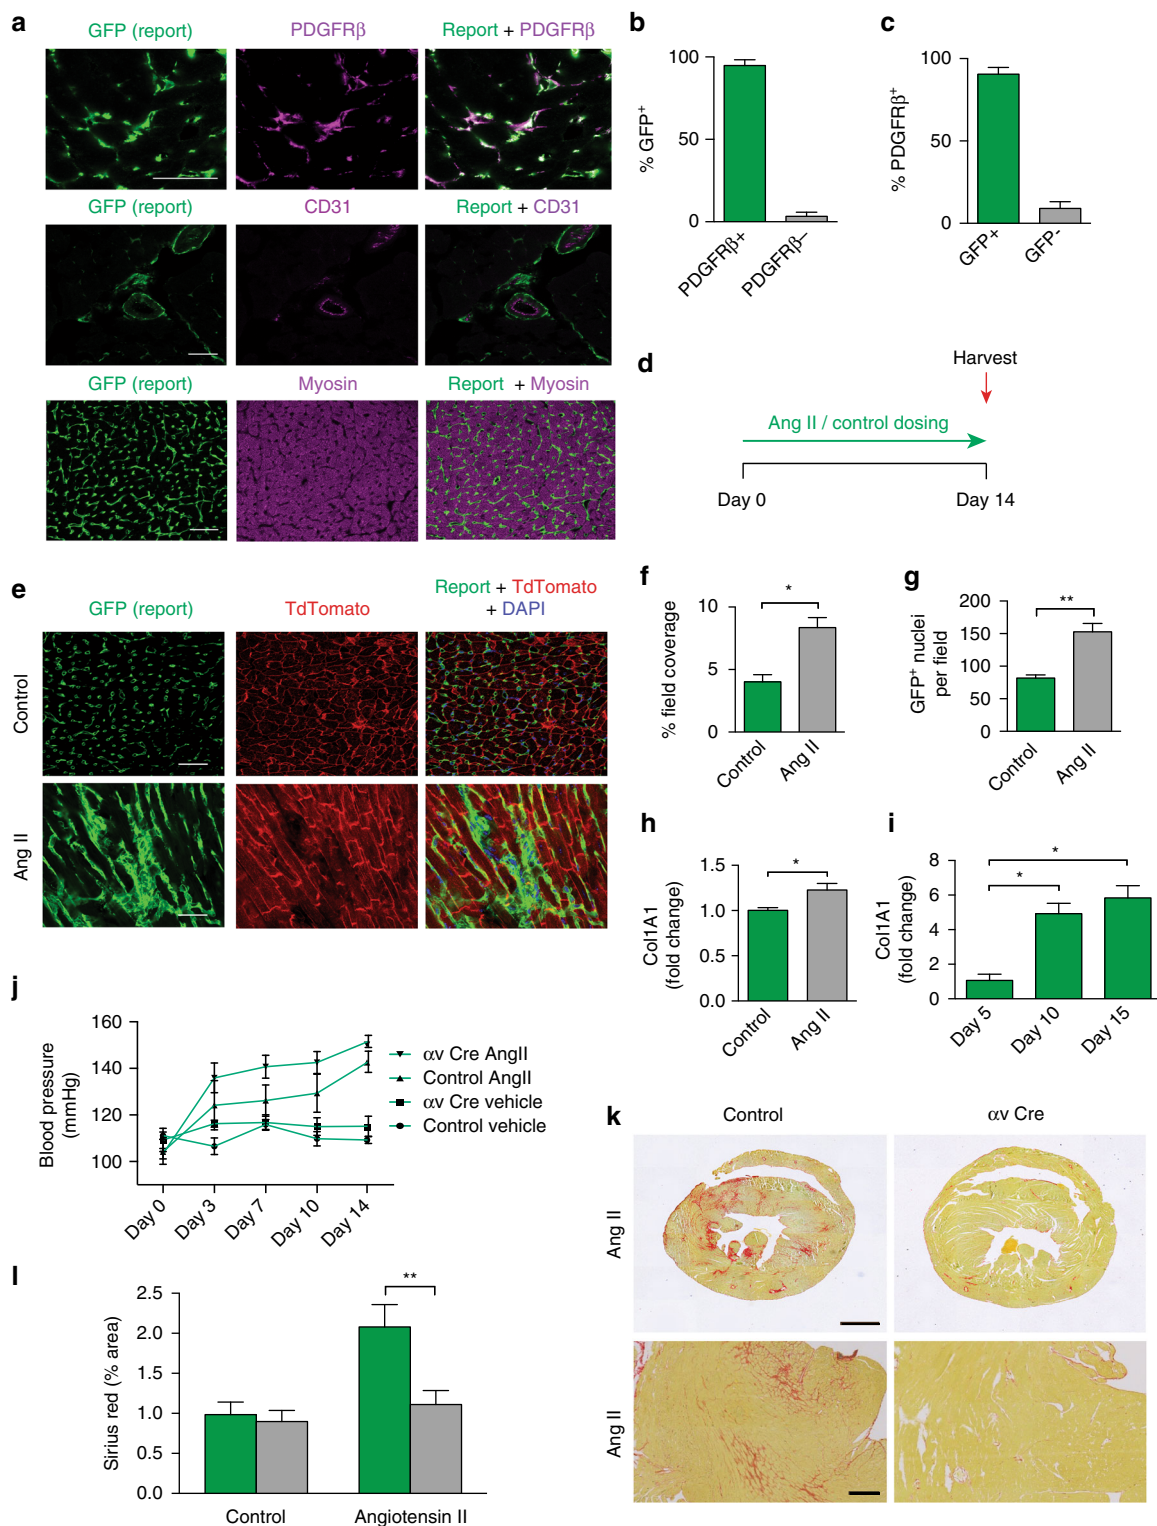 a
GFP (report)
PDGFRβ
Report + PDGFRβ
GFP (report)
CD31
Report + CD31
GFP (report)
Myosin
Report + Myosin
b
% GFP+
100
50
0
PDGFRβ+
PDGFRβ–
c
% PDGFRβ+
100
50
0
GFP+
GFP-
d
Harvest
Ang II / control dosing
Day 0
Day 14
e
GFP (report)
TdTomato
Report + TdTomato
+ DAPI
Control
Ang II
f
% field coverage
10
5
0
*
Control
Ang II
g
GFP+ nuclei
per field
200
150
100
50
0
**
Control
Ang II
h
Col1A1
(fold change)
1.5
1.0
0.5
0.0
*
Control
Ang II
i
Col1A1
(fold change)
8
6
4
2
0
*
*
Day 5
Day 10
Day 15
j
Blood pressure
(mmHg)
160
140
120
100
Day 0
Day 3
Day 7
Day 10
Day 14
αv Cre AngII
Control AngII
αv Cre vehicle
Control vehicle
k
Control
αv Cre
Ang II
Ang II
l
Sirius red (% area)
2.5
2.0
1.5
1.0
0.5
0.0
**
Control
Angiotensin II